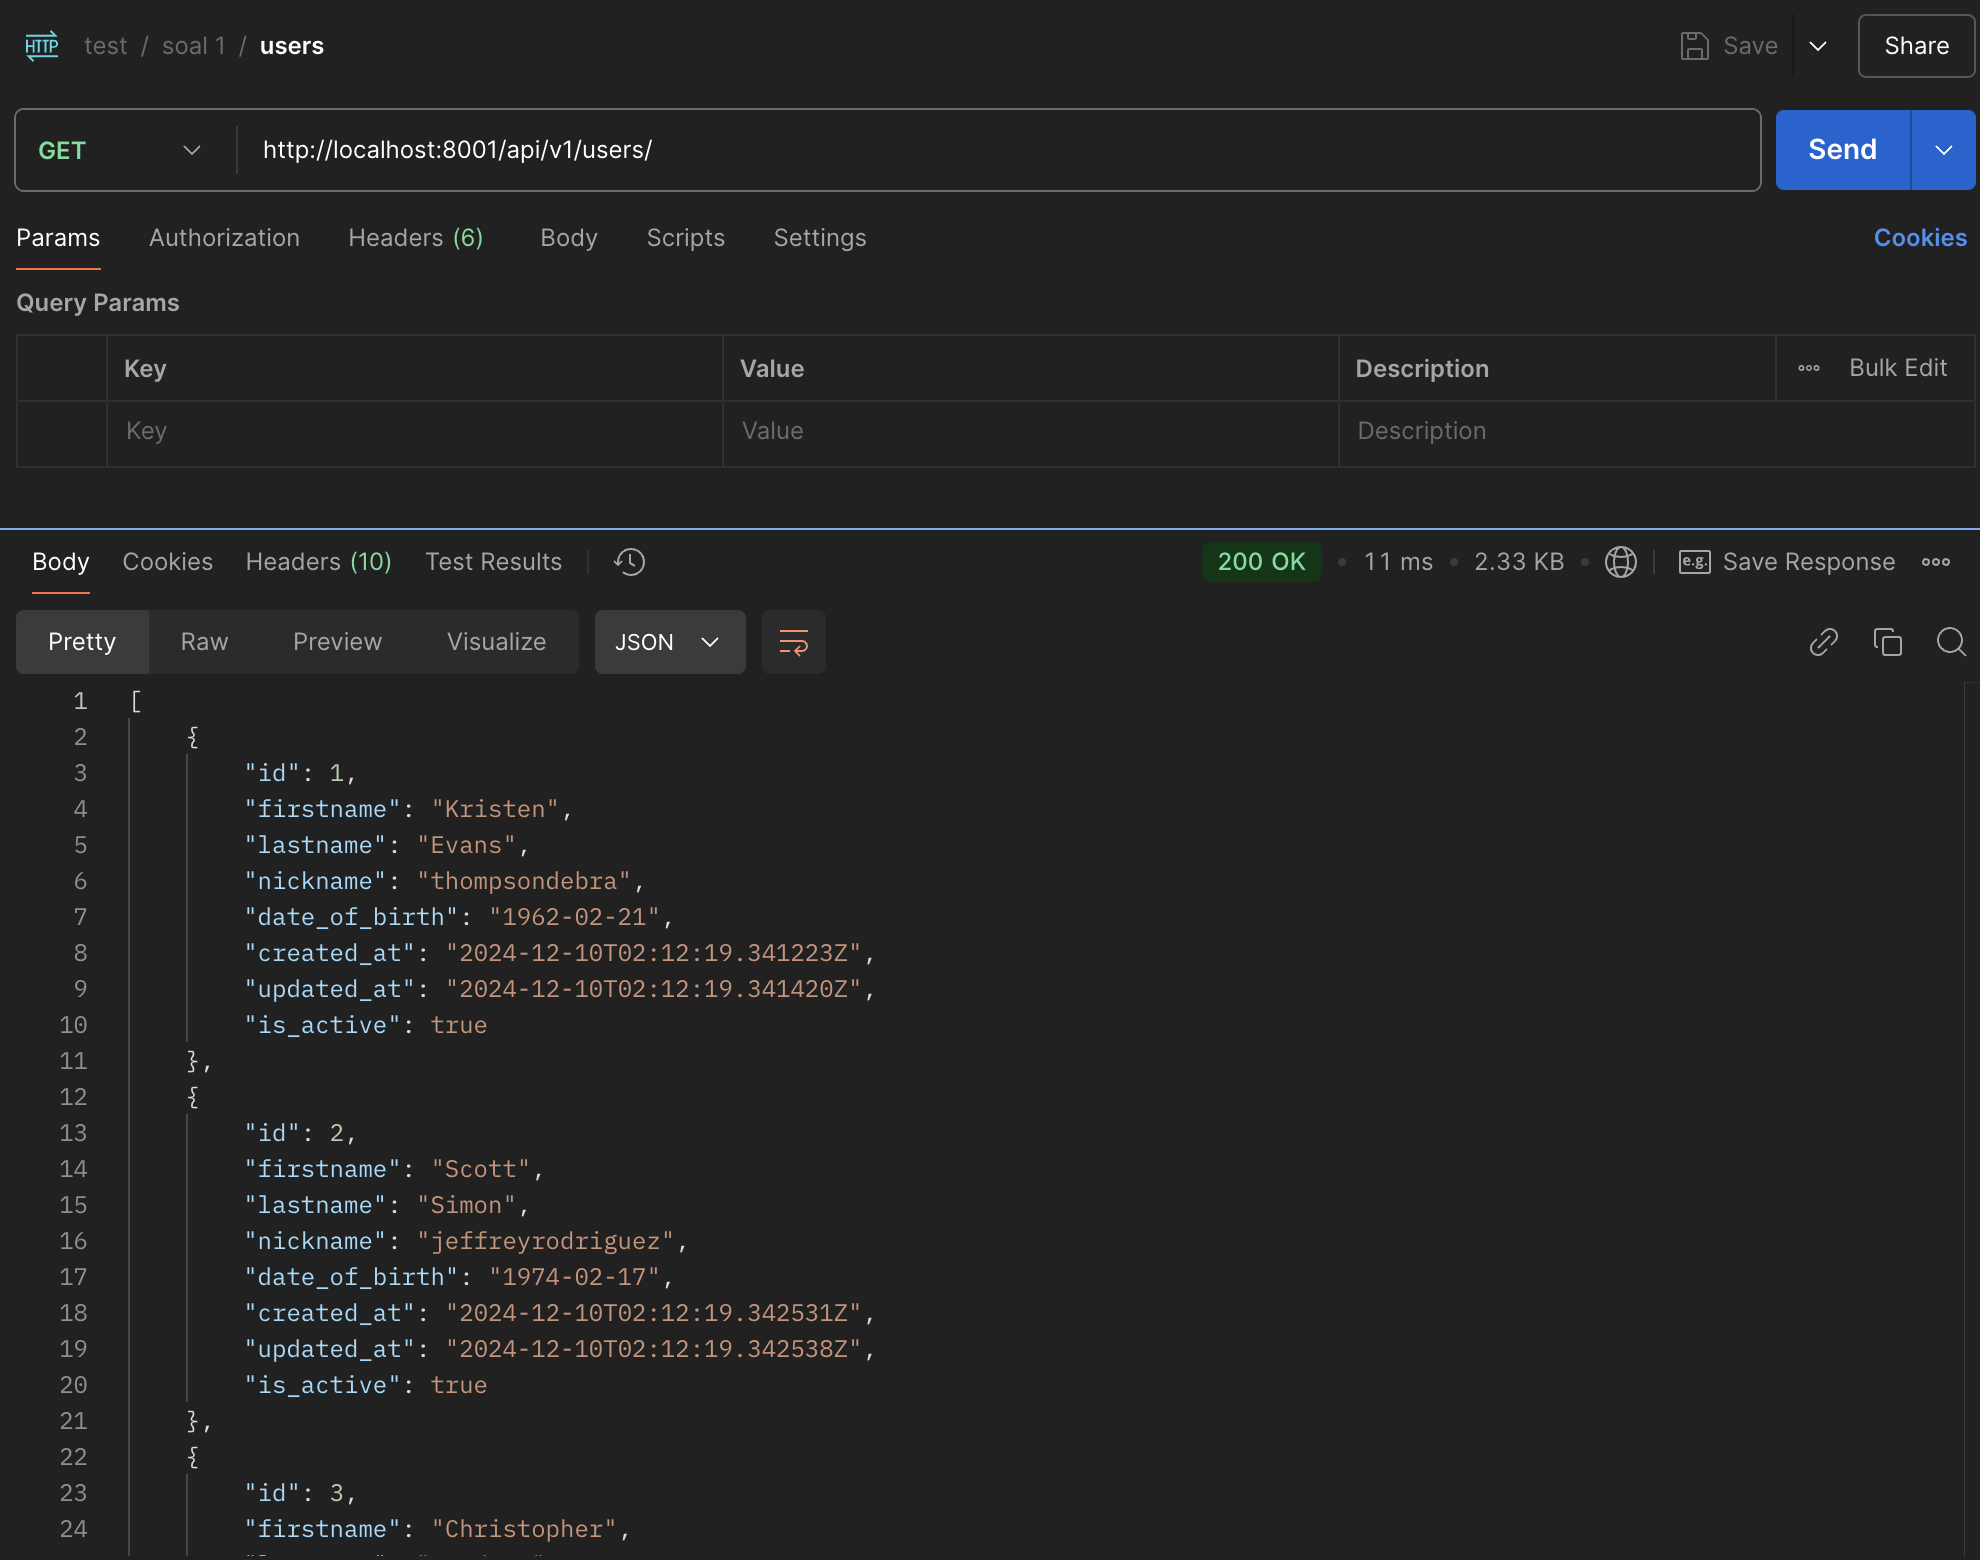 HTTP test / soal 1 / users Save Share
GET http://localhost:8001/api/v1/users/ Send
Params Authorization Headers (6) Body Scripts Settings Cookies
Query Params
Key Value Description Bulk Edit
Key Value Description
Body Cookies Headers (10) Test Results 200 OK • 11 ms • 2.33 KB • e.g. Save Response
Pretty Raw Preview Visualize JSON
1 [
2 {
3 "id": 1,
4 "firstname": "Kristen",
5 "lastname": "Evans",
6 "nickname": "thompsondebra",
7 "date_of_birth": "1962-02-21",
8 "created_at": "2024-12-10T02:12:19.341223Z",
9 "updated_at": "2024-12-10T02:12:19.341420Z",
10 "is_active": true
11 },
12 {
13 "id": 2,
14 "firstname": "Scott",
15 "lastname": "Simon",
16 "nickname": "jeffreyrodriguez",
17 "date_of_birth": "1974-02-17",
18 "created_at": "2024-12-10T02:12:19.342531Z",
19 "updated_at": "2024-12-10T02:12:19.342538Z",
20 "is_active": true
21 },
22 {
23 "id": 3,
24 "firstname": "Christopher",